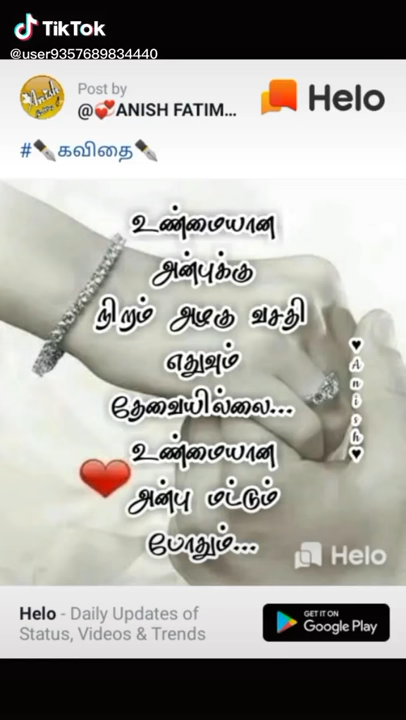 TikTok
@user9357689834440
Post by
@💞ANISH FATIM...
Helo
#✒️கவிதை✒️
உண்மையான
அன்புக்கு
நிறம் அழகு வசதி
எதுவும்
தேவையில்லை...
உண்மையான
அன்பு மட்டும்
போதும்...
♥Anish♥
Helo
Helo - Daily Updates of
Status, Videos & Trends
GET IT ON
Google Play